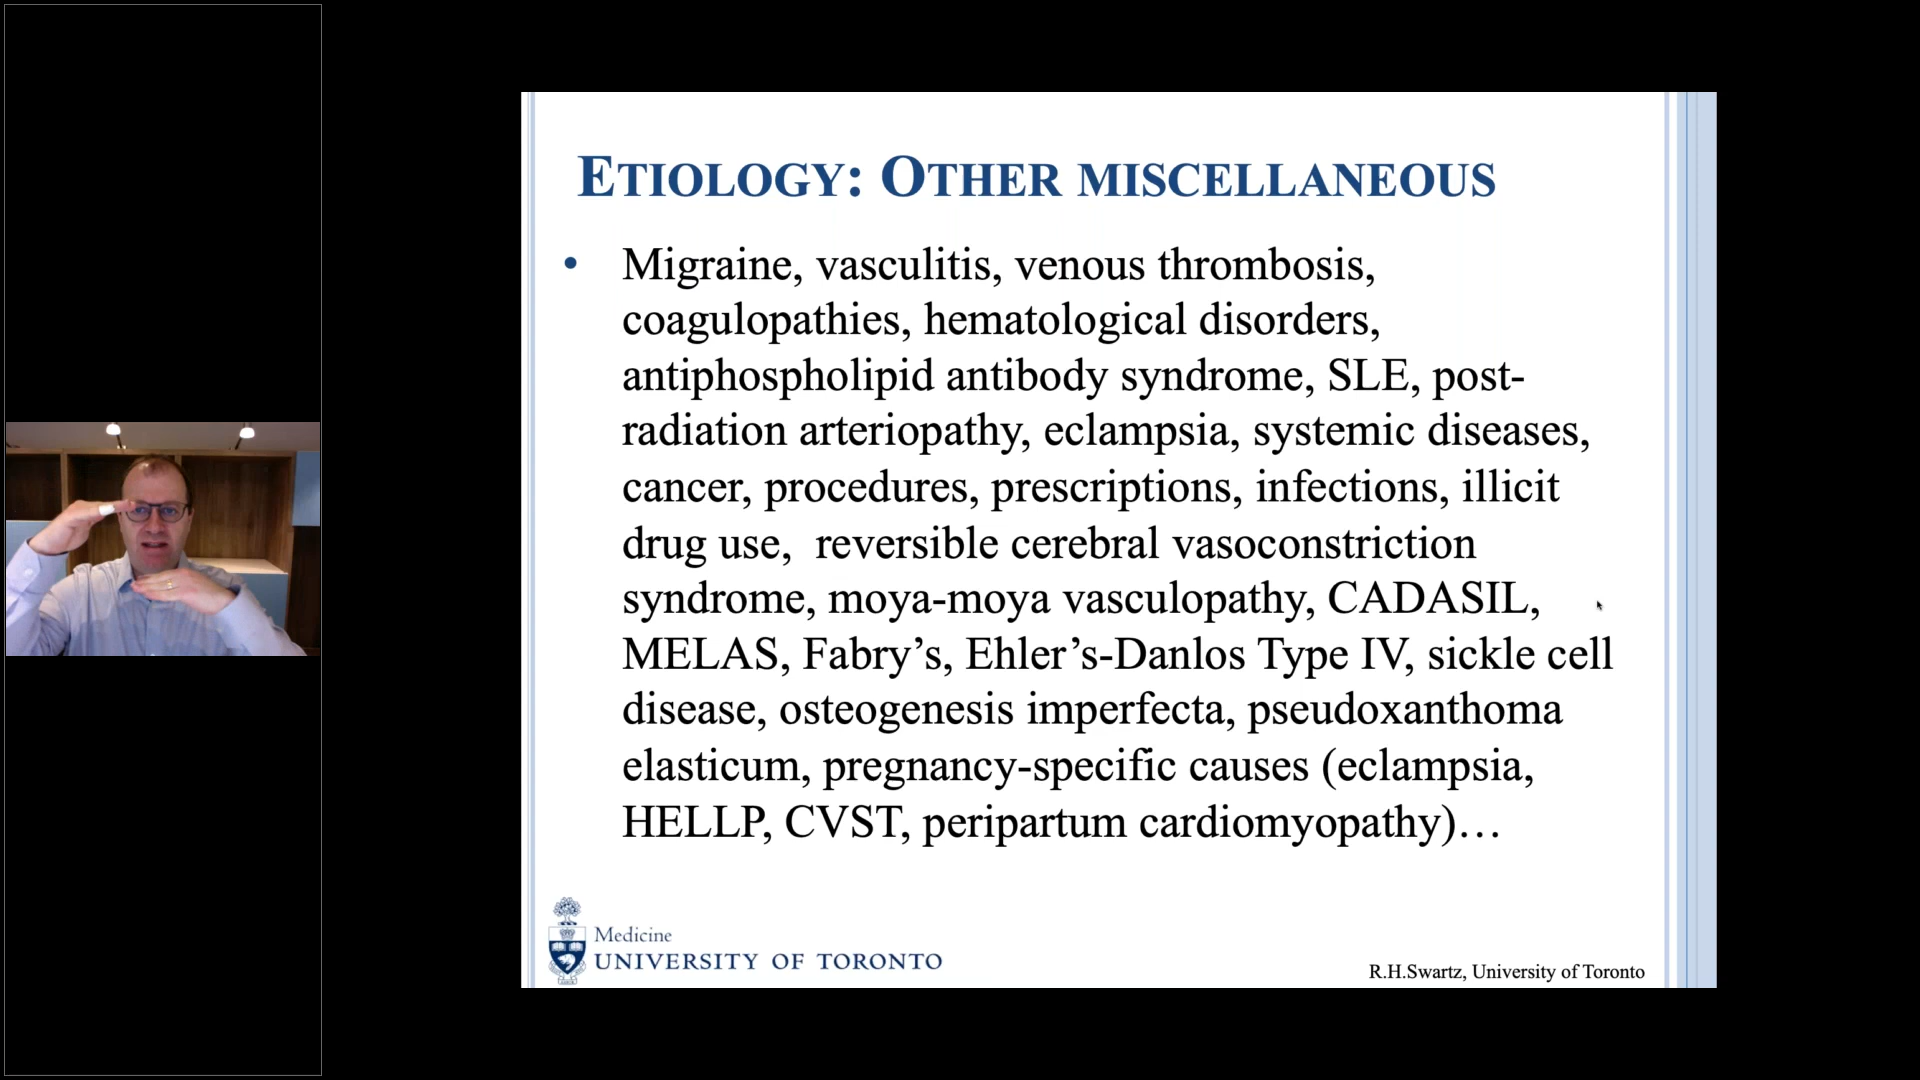 ETIOLOGY: OTHER MISCELLANEOUS
• Migraine, vasculitis, venous thrombosis,
coagulopathies, hematological disorders,
antiphospholipid antibody syndrome, SLE, post-
radiation arteriopathy, eclampsia, systemic diseases,
cancer, procedures, prescriptions, infections, illicit
drug use,  reversible cerebral vasoconstriction
syndrome, moya-moya vasculopathy, CADASIL,
MELAS, Fabry’s, Ehler’s-Danlos Type IV, sickle cell
disease, osteogenesis imperfecta, pseudoxanthoma
elasticum, pregnancy-specific causes (eclampsia,
HELLP, CVST, peripartum cardiomyopathy)…
Medicine
UNIVERSITY OF TORONTO
R.H.Swartz, University of Toronto